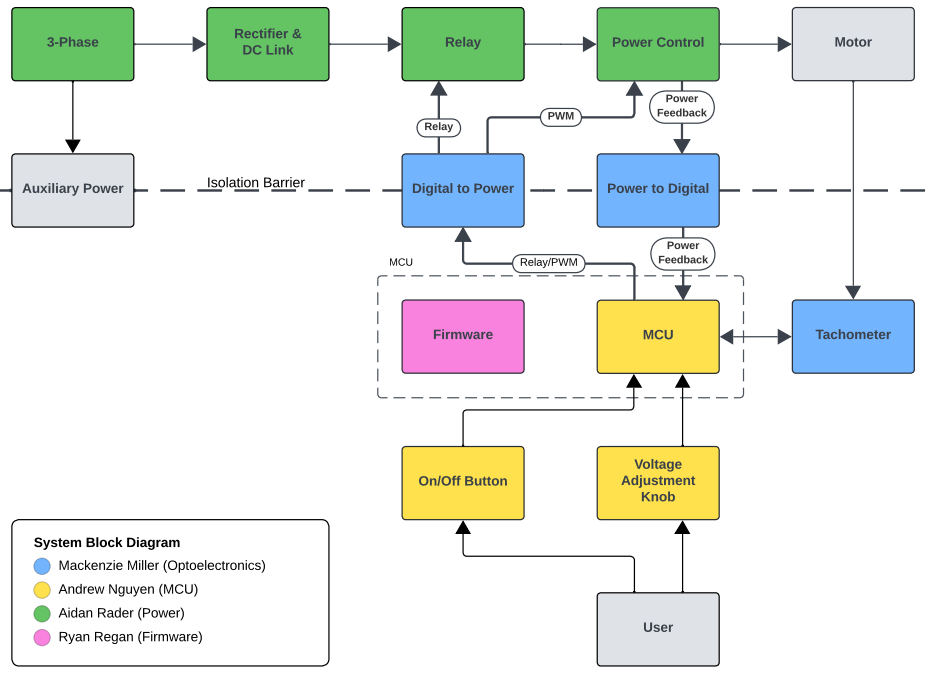 3-Phase
Rectifier &
DC Link
Relay
Power Control
Motor
Power
Feedback
PWM
Relay
Auxiliary Power
Isolation Barrier
Digital to Power
Power to Digital
Power
Feedback
MCU
Relay/PWM
Firmware
MCU
Tachometer
On/Off Button
Voltage
Adjustment
Knob
System Block Diagram
Mackenzie Miller (Optoelectronics)
Andrew Nguyen (MCU)
Aidan Rader (Power)
Ryan Regan (Firmware)
User